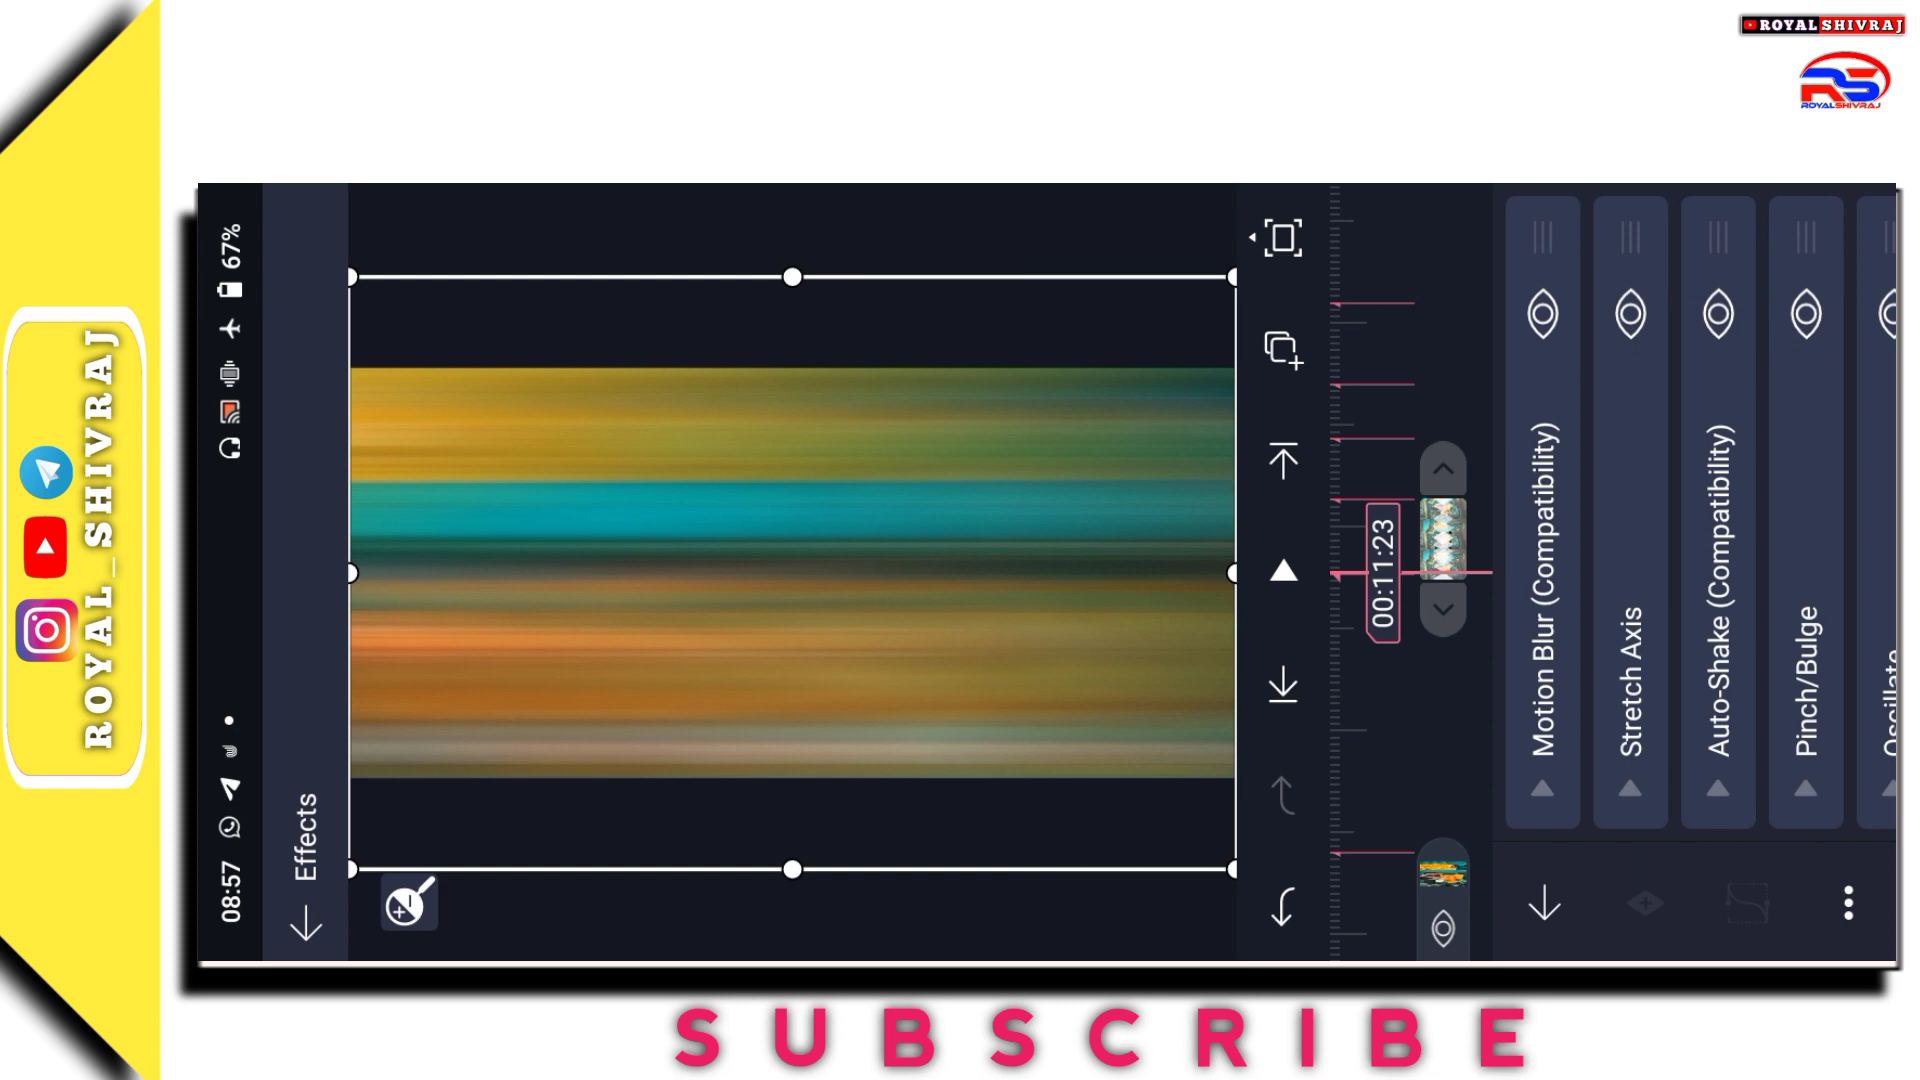 ROYAL SHIVRAJ
ROYALSHIVRAJ
ROYAL_SHIVRAJ
08:57
67%
Effects
00:11:23
Motion Blur (Compatibility)
Stretch Axis
Auto-Shake (Compatibility)
Pinch/Bulge
Oscillate
SUBSCRIBE